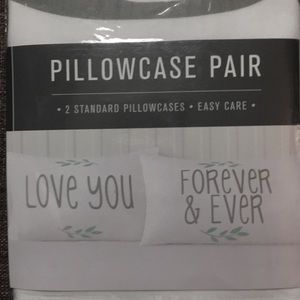 PILLOWCASE PAIR
• 2 STANDARD PILLOWCASES • EASY CARE •
LOVE YOU
FOREVER
& EVER